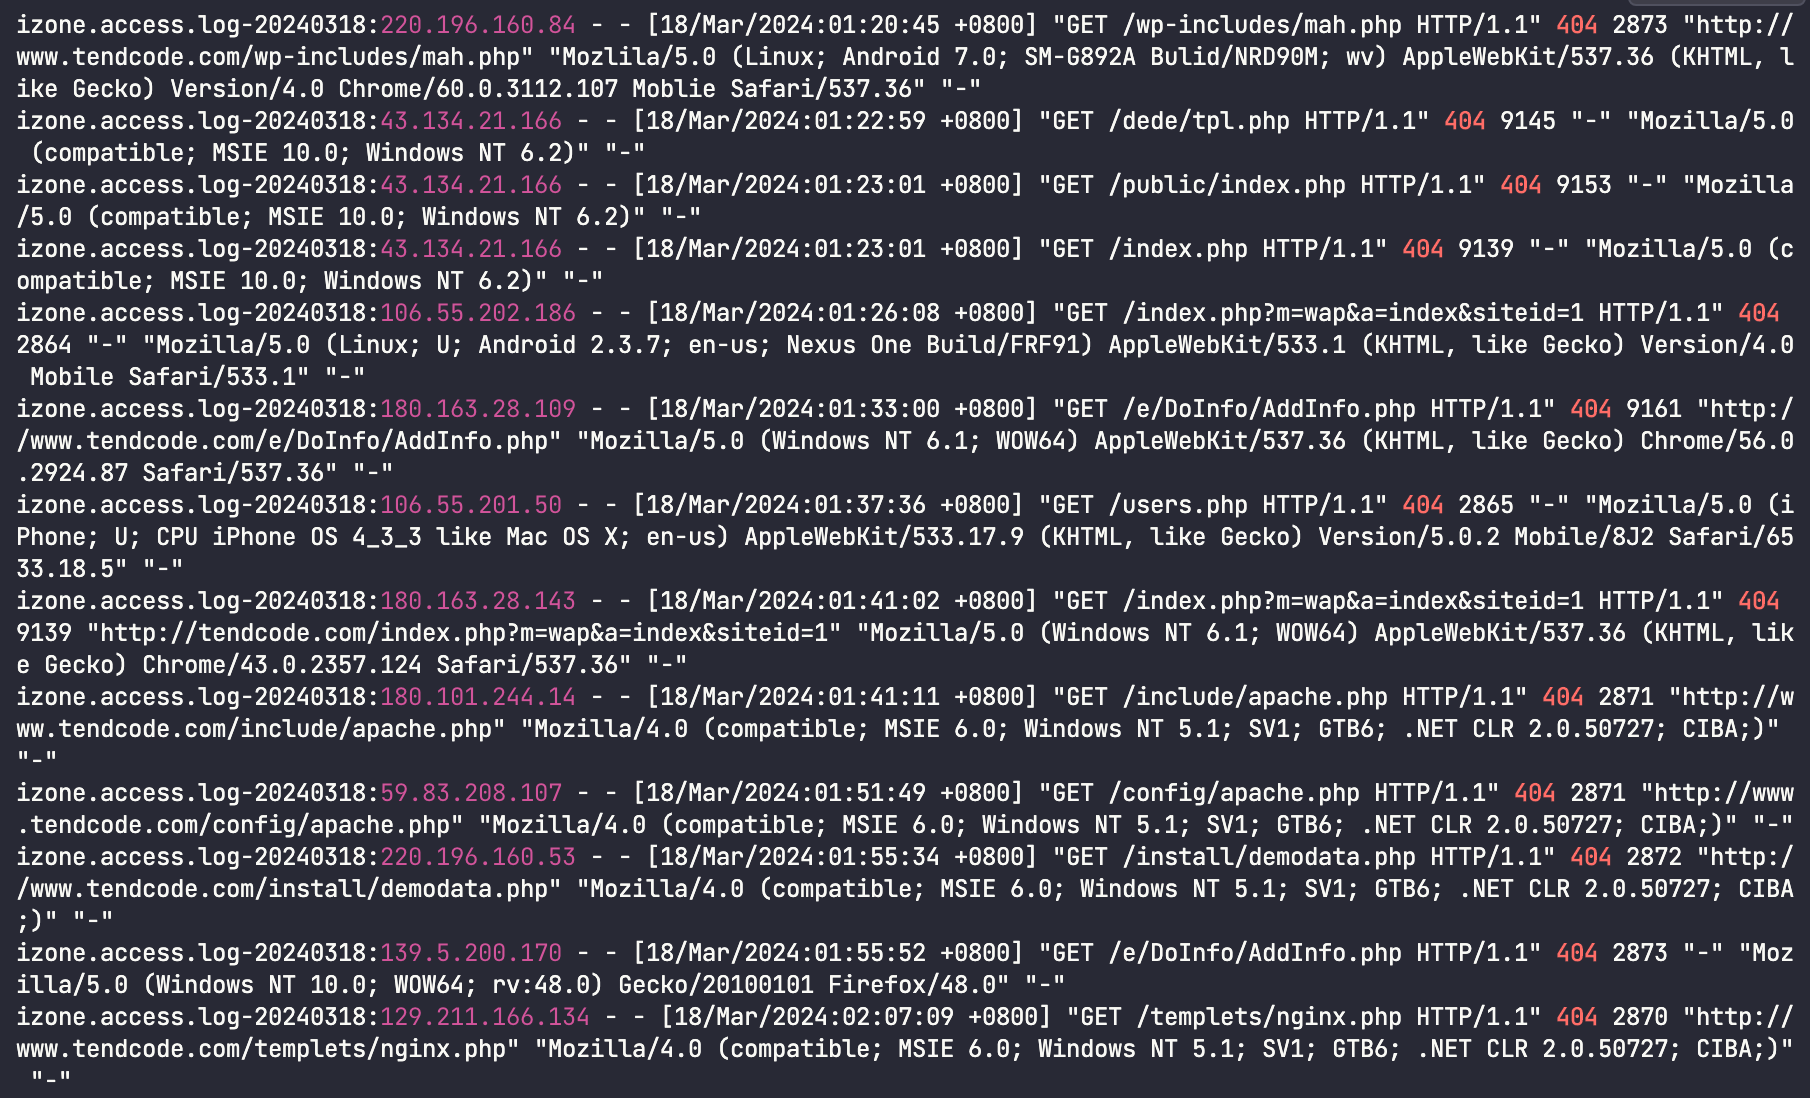 izone.access.log-20240318:220.196.160.84 - - [18/Mar/2024:01:20:45 +0800] "GET /wp-includes/mah.php HTTP/1.1" 404 2873 "http://
www.tendcode.com/wp-includes/mah.php" "Mozlila/5.0 (Linux; Android 7.0; SM-G892A Bulid/NRD90M; wv) AppleWebKit/537.36 (KHTML, l
ike Gecko) Version/4.0 Chrome/60.0.3112.107 Moblie Safari/537.36" "-"
izone.access.log-20240318:43.134.21.166 - - [18/Mar/2024:01:22:59 +0800] "GET /dede/tpl.php HTTP/1.1" 404 9145 "-" "Mozilla/5.0
 (compatible; MSIE 10.0; Windows NT 6.2)" "-"
izone.access.log-20240318:43.134.21.166 - - [18/Mar/2024:01:23:01 +0800] "GET /public/index.php HTTP/1.1" 404 9153 "-" "Mozilla
/5.0 (compatible; MSIE 10.0; Windows NT 6.2)" "-"
izone.access.log-20240318:43.134.21.166 - - [18/Mar/2024:01:23:01 +0800] "GET /index.php HTTP/1.1" 404 9139 "-" "Mozilla/5.0 (c
ompatible; MSIE 10.0; Windows NT 6.2)" "-"
izone.access.log-20240318:106.55.202.186 - - [18/Mar/2024:01:26:08 +0800] "GET /index.php?m=wap&a=index&siteid=1 HTTP/1.1" 404
2864 "-" "Mozilla/5.0 (Linux; U; Android 2.3.7; en-us; Nexus One Build/FRF91) AppleWebKit/533.1 (KHTML, like Gecko) Version/4.0
 Mobile Safari/533.1" "-"
izone.access.log-20240318:180.163.28.109 - - [18/Mar/2024:01:33:00 +0800] "GET /e/DoInfo/AddInfo.php HTTP/1.1" 404 9161 "http:/
/www.tendcode.com/e/DoInfo/AddInfo.php" "Mozilla/5.0 (Windows NT 6.1; WOW64) AppleWebKit/537.36 (KHTML, like Gecko) Chrome/56.0
.2924.87 Safari/537.36" "-"
izone.access.log-20240318:106.55.201.50 - - [18/Mar/2024:01:37:36 +0800] "GET /users.php HTTP/1.1" 404 2865 "-" "Mozilla/5.0 (i
Phone; U; CPU iPhone OS 4_3_3 like Mac OS X; en-us) AppleWebKit/533.17.9 (KHTML, like Gecko) Version/5.0.2 Mobile/8J2 Safari/65
33.18.5" "-"
izone.access.log-20240318:180.163.28.143 - - [18/Mar/2024:01:41:02 +0800] "GET /index.php?m=wap&a=index&siteid=1 HTTP/1.1" 404
9139 "http://tendcode.com/index.php?m=wap&a=index&siteid=1" "Mozilla/5.0 (Windows NT 6.1; WOW64) AppleWebKit/537.36 (KHTML, lik
e Gecko) Chrome/43.0.2357.124 Safari/537.36" "-"
izone.access.log-20240318:180.101.244.14 - - [18/Mar/2024:01:41:11 +0800] "GET /include/apache.php HTTP/1.1" 404 2871 "http://w
ww.tendcode.com/include/apache.php" "Mozilla/4.0 (compatible; MSIE 6.0; Windows NT 5.1; SV1; GTB6; .NET CLR 2.0.50727; CIBA;)"
"-"
izone.access.log-20240318:59.83.208.107 - - [18/Mar/2024:01:51:49 +0800] "GET /config/apache.php HTTP/1.1" 404 2871 "http://www
.tendcode.com/config/apache.php" "Mozilla/4.0 (compatible; MSIE 6.0; Windows NT 5.1; SV1; GTB6; .NET CLR 2.0.50727; CIBA;)" "-"
izone.access.log-20240318:220.196.160.53 - - [18/Mar/2024:01:55:34 +0800] "GET /install/demodata.php HTTP/1.1" 404 2872 "http:/
/www.tendcode.com/install/demodata.php" "Mozilla/4.0 (compatible; MSIE 6.0; Windows NT 5.1; SV1; GTB6; .NET CLR 2.0.50727; CIBA
;)" "-"
izone.access.log-20240318:139.5.200.170 - - [18/Mar/2024:01:55:52 +0800] "GET /e/DoInfo/AddInfo.php HTTP/1.1" 404 2873 "-" "Moz
illa/5.0 (Windows NT 10.0; WOW64; rv:48.0) Gecko/20100101 Firefox/48.0" "-"
izone.access.log-20240318:129.211.166.134 - - [18/Mar/2024:02:07:09 +0800] "GET /templets/nginx.php HTTP/1.1" 404 2870 "http://
www.tendcode.com/templets/nginx.php" "Mozilla/4.0 (compatible; MSIE 6.0; Windows NT 5.1; SV1; GTB6; .NET CLR 2.0.50727; CIBA;)"
 "-"